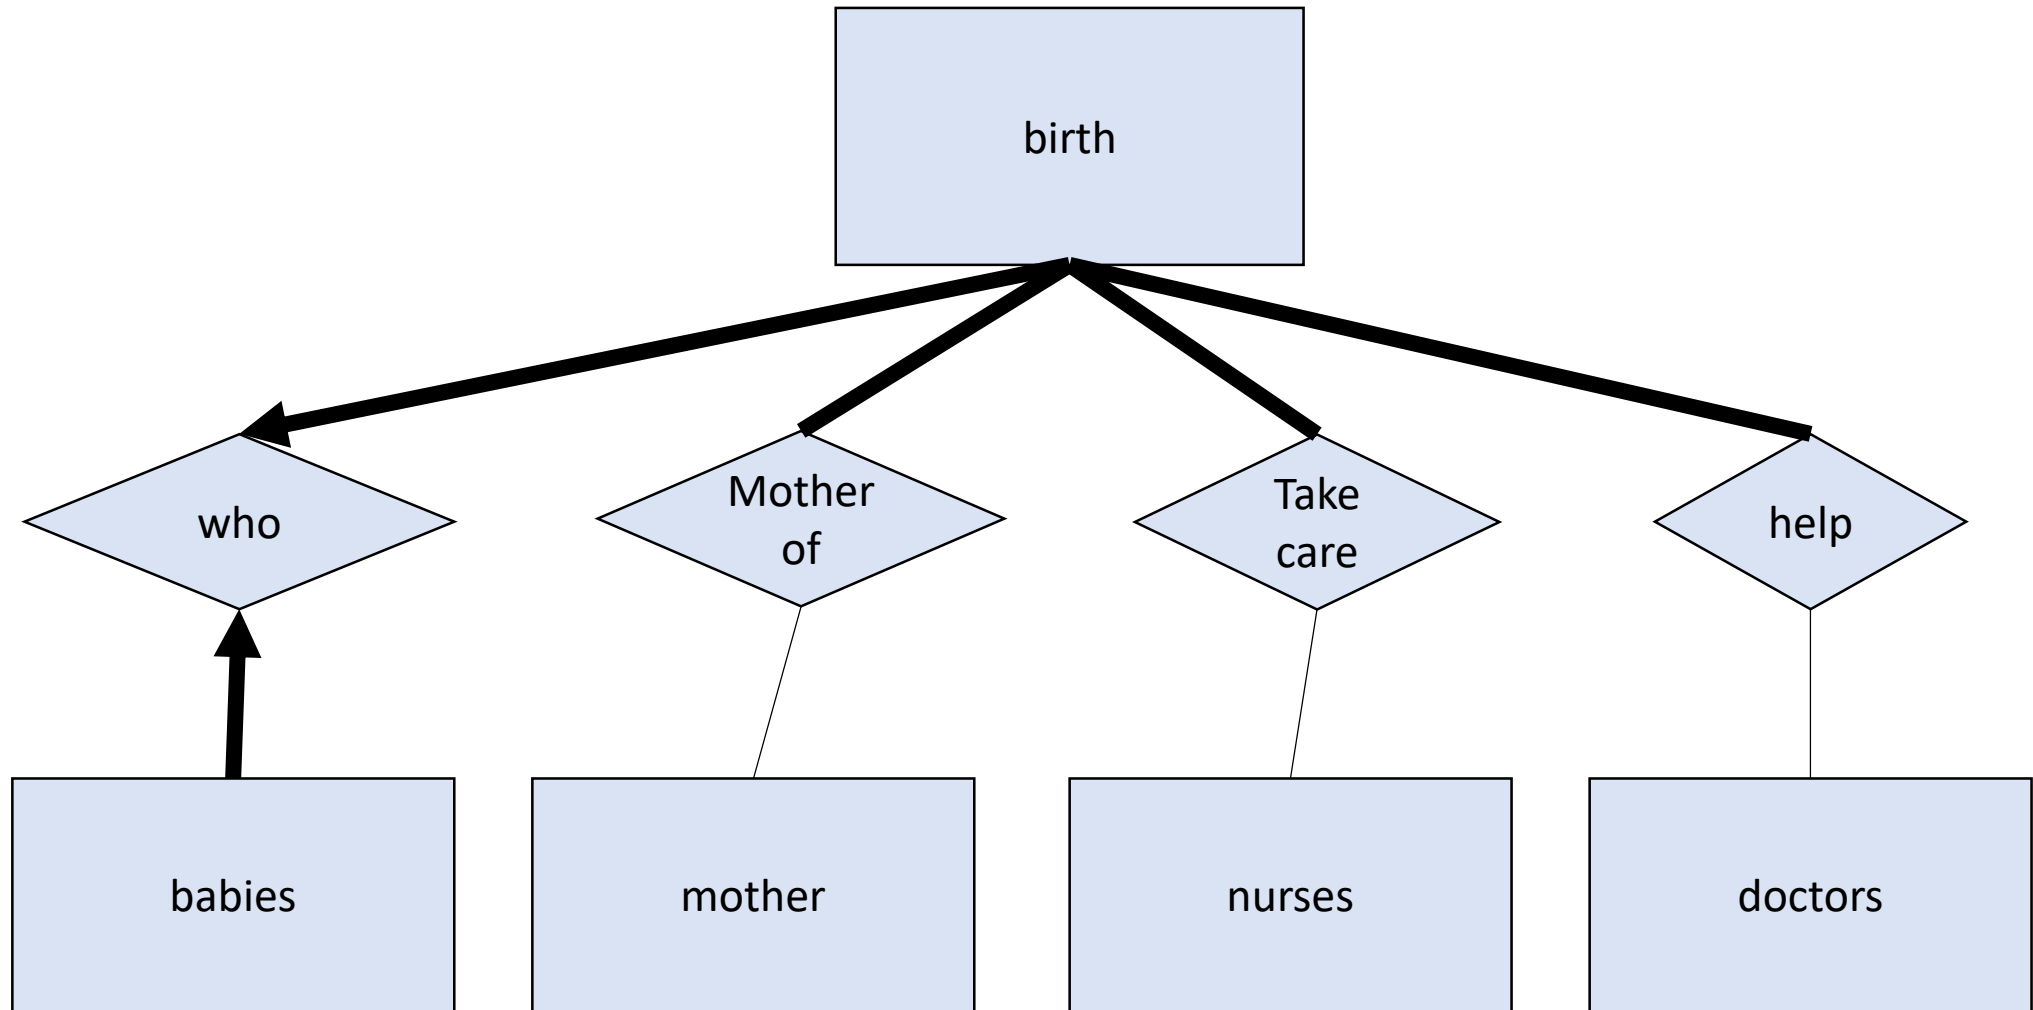 birth
who
Mother
of
Take
care
help
babies
mother
nurses
doctors